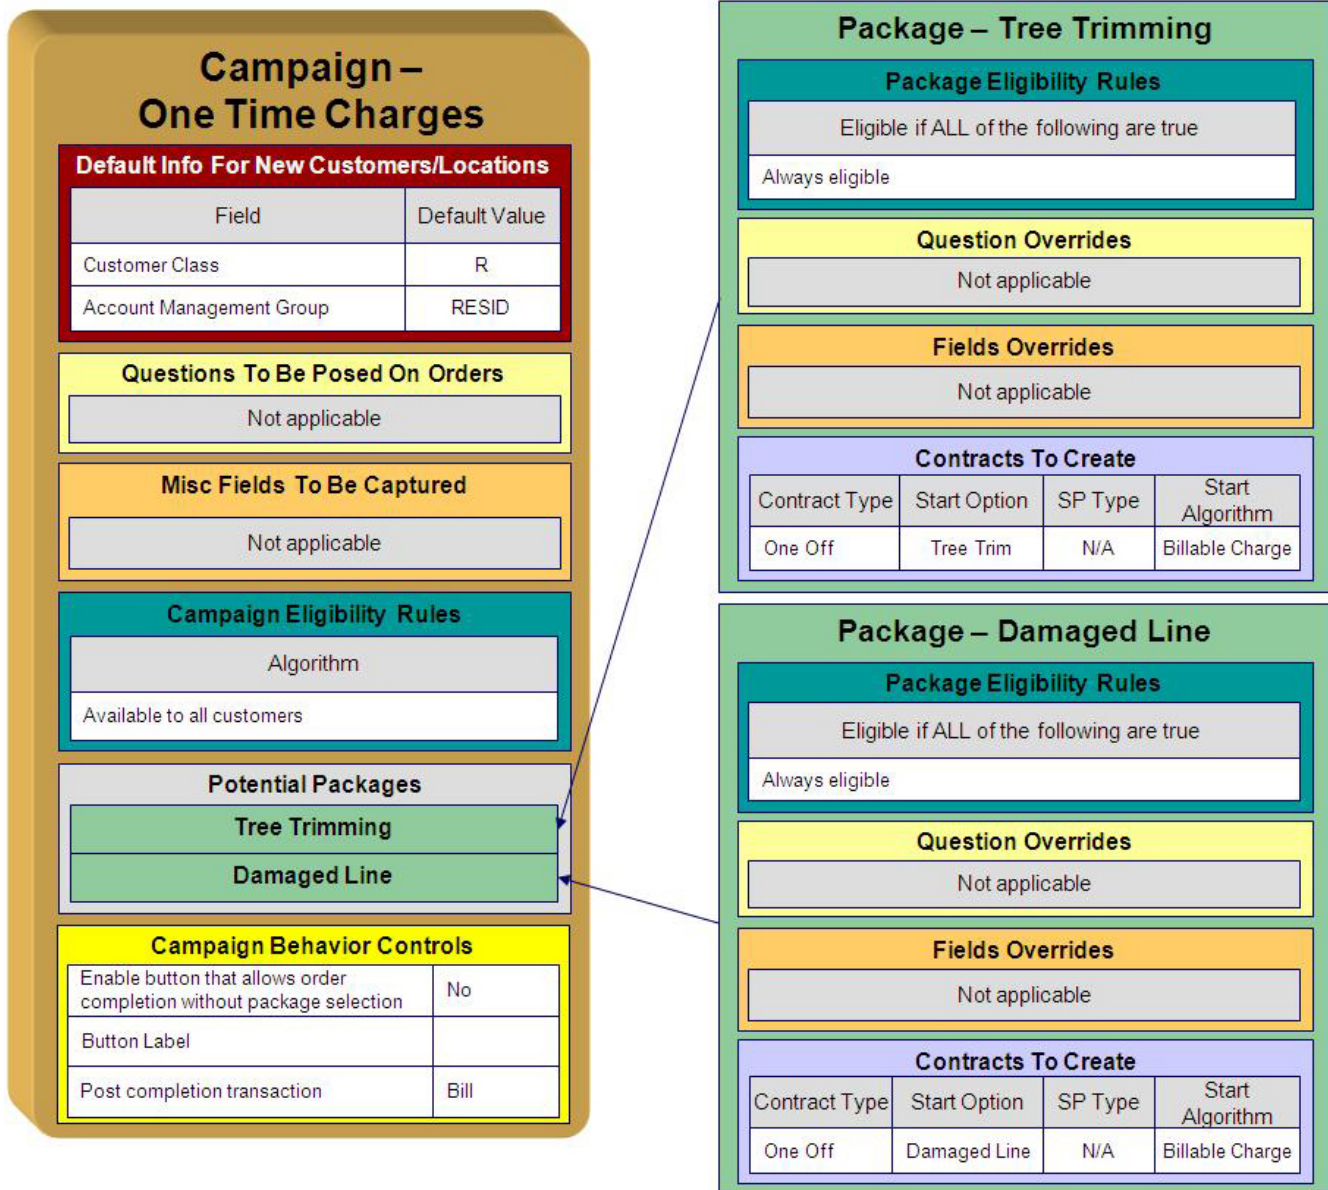 Campaign –
One Time Charges
Default Info For New Customers/Locations
Field Default Value
Customer Class R
Account Management Group RESID
Questions To Be Posed On Orders
Not applicable
Misc Fields To Be Captured
Not applicable
Campaign Eligibility Rules
Algorithm
Available to all customers
Potential Packages
Tree Trimming
Damaged Line
Campaign Behavior Controls
Enable button that allows order
completion without package selection No
Button Label
Post completion transaction Bill
Package – Tree Trimming
Package Eligibility Rules
Eligible if ALL of the following are true
Always eligible
Question Overrides
Not applicable
Fields Overrides
Not applicable
Contracts To Create
Contract Type Start Option SP Type Start
Algorithm
One Off Tree Trim N/A Billable Charge
Package – Damaged Line
Package Eligibility Rules
Eligible if ALL of the following are true
Always eligible
Question Overrides
Not applicable
Fields Overrides
Not applicable
Contracts To Create
Contract Type Start Option SP Type Start
Algorithm
One Off Damaged Line N/A Billable Charge